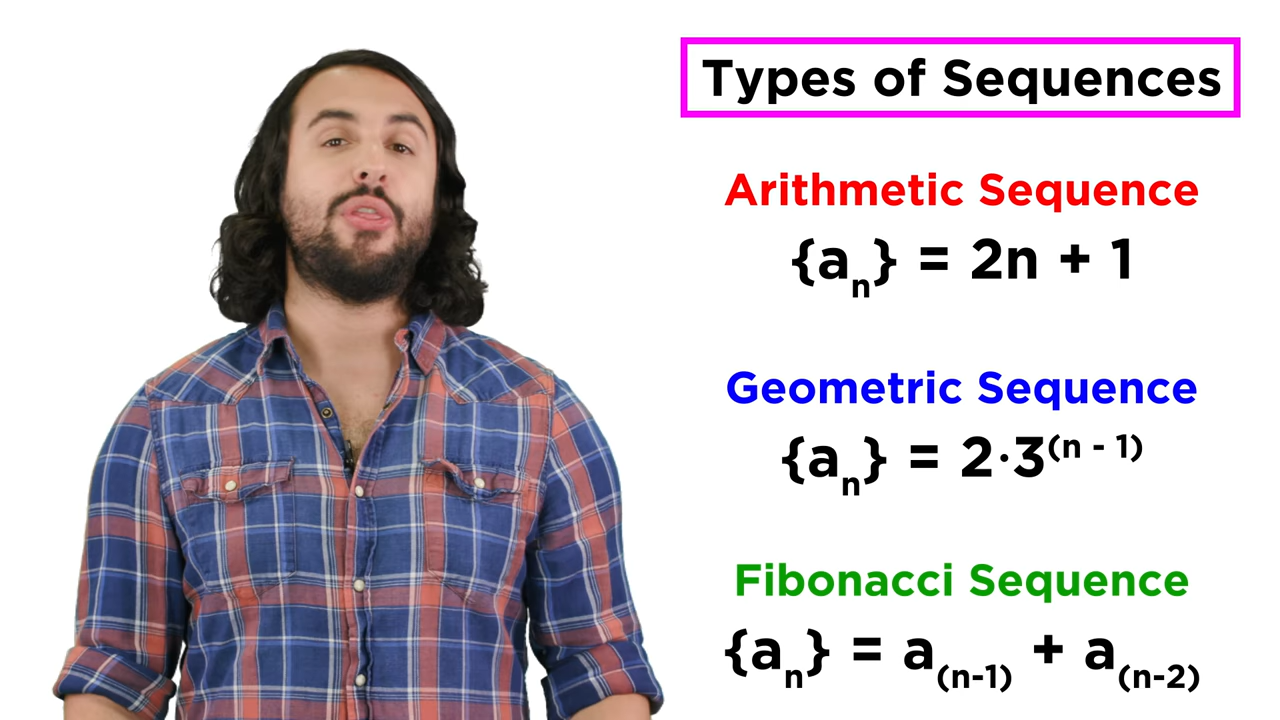 Types of Sequences
Arithmetic Sequence
{aₙ} = 2n + 1
Geometric Sequence
{aₙ} = 2·3⁽ⁿ ⁻ ¹⁾
Fibonacci Sequence
{aₙ} = a₍ₙ₋₁₎ + a₍ₙ₋₂₎